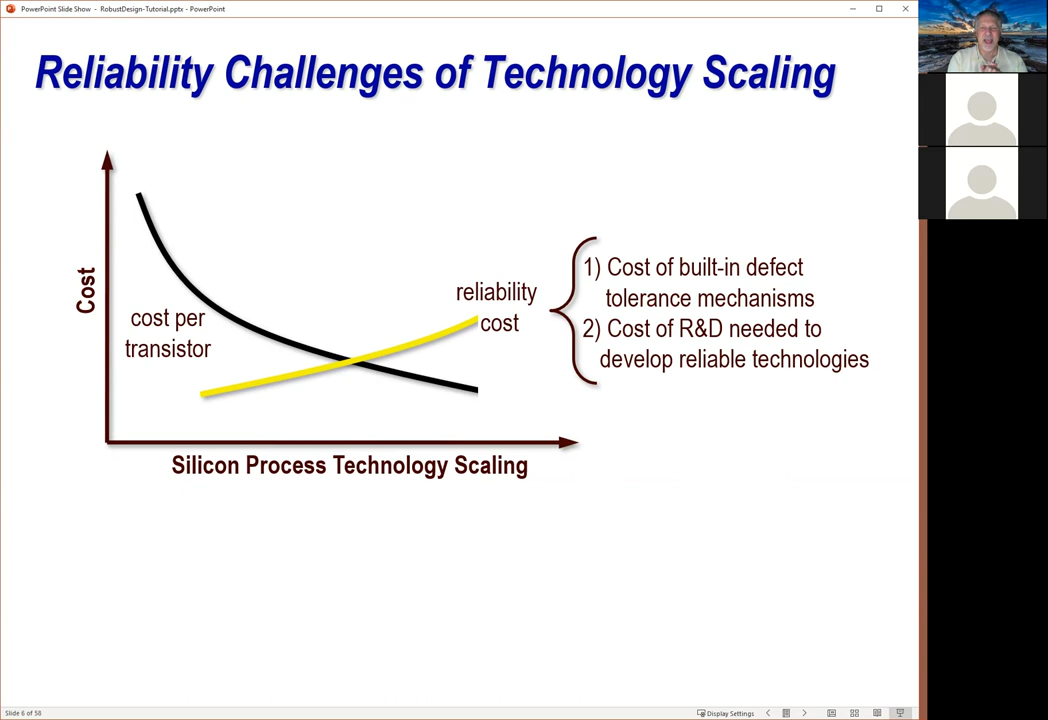 PowerPoint Slide Show - RobustDesign-Tutorial.pptx - PowerPoint
Reliability Challenges of Technology Scaling
Cost
cost per
transistor
reliability
cost
1) Cost of built-in defect
tolerance mechanisms
2) Cost of R&D needed to
develop reliable technologies
Silicon Process Technology Scaling
Slide 6 of 58
Display Settings